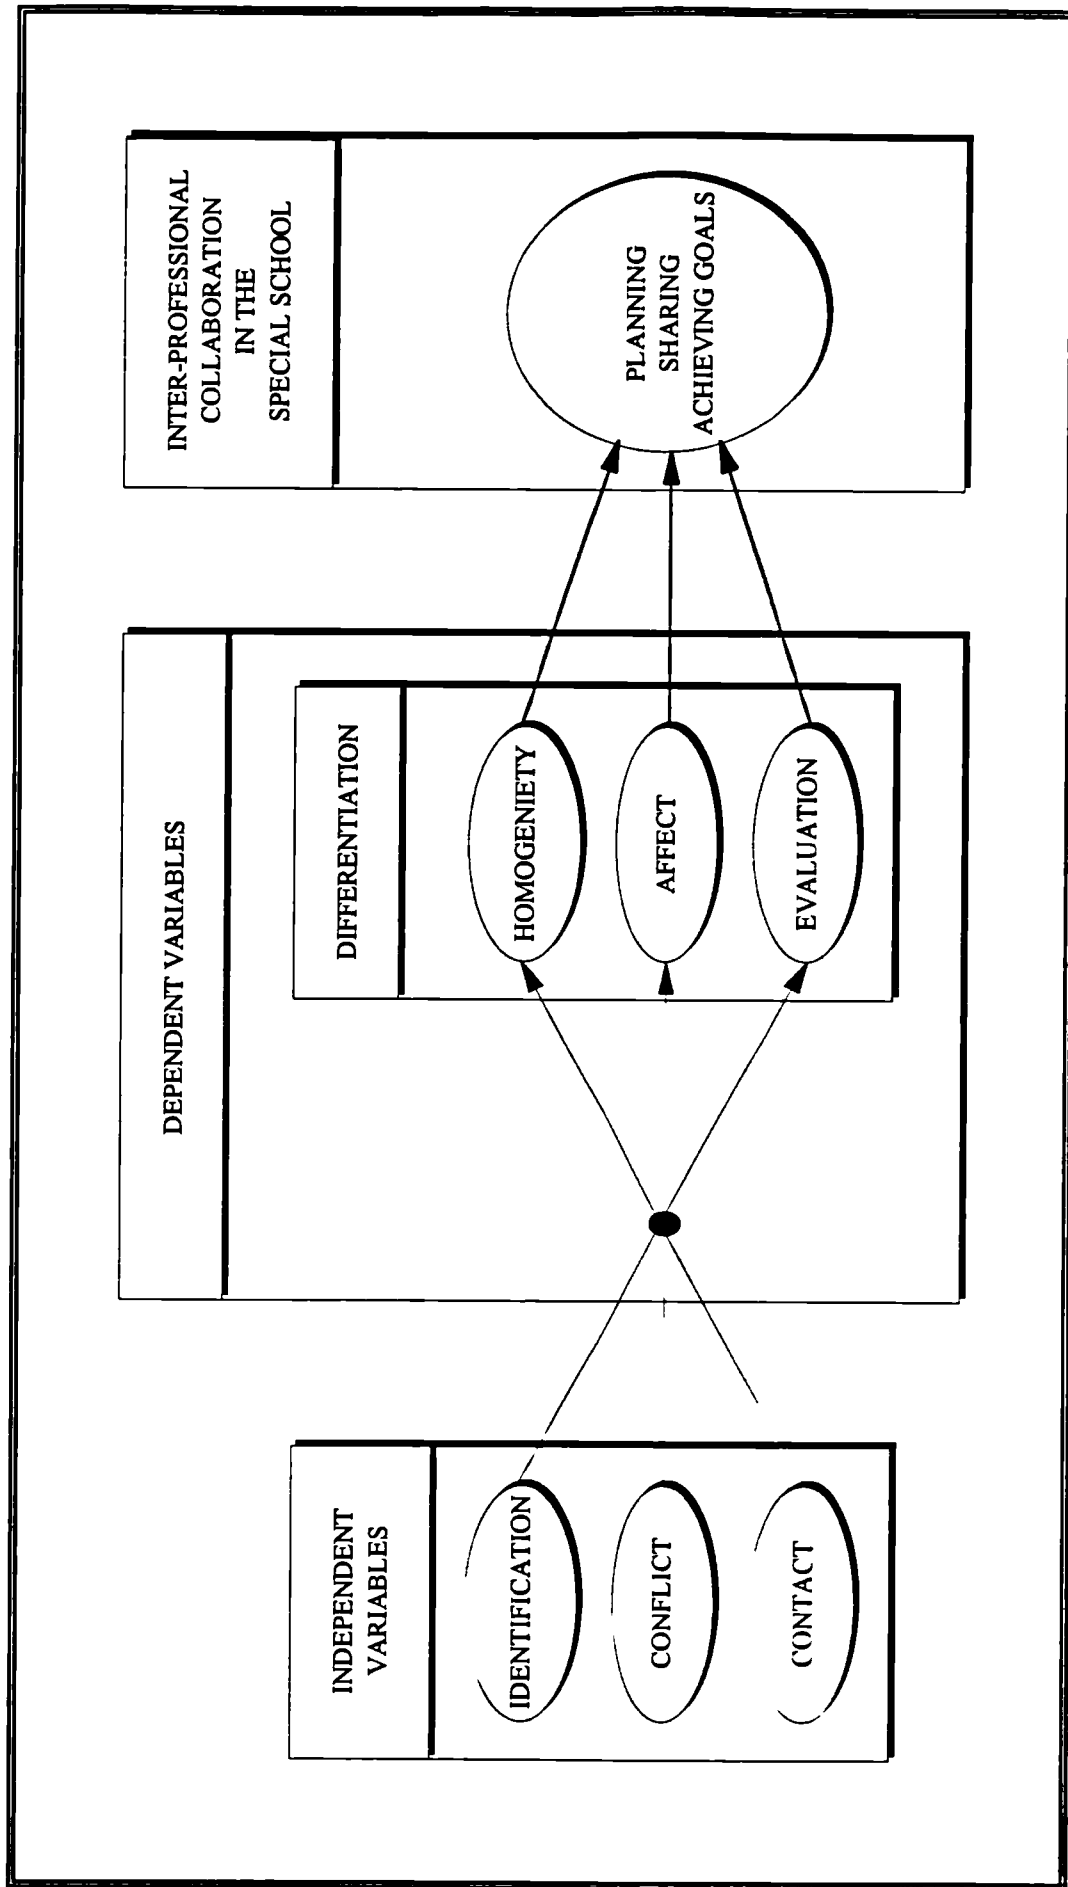 INDEPENDENT
VARIABLES
IDENTIFICATION
CONFLICT
CONTACT
DEPENDENT VARIABLES
DIFFERENTIATION
HOMOGENIETY
AFFECT
EVALUATION
INTER-PROFESSIONAL
COLLABORATION
IN THE
SPECIAL SCHOOL
PLANNING
SHARING
ACHIEVING GOALS